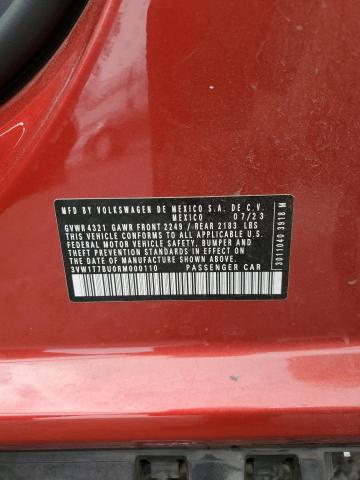 MFD BY VOLKSWAGEN DE MEXICO S.A. DE C.V.
MEXICO 07/23
GVWR 4321 GAWR FRONT 2249 / REAR 2183 LBS
THIS VEHICLE CONFORMS TO ALL APPLICABLE U.S.
FEDERAL MOTOR VEHICLE SAFETY, BUMPER AND
THEFT PREVENTION STANDARDS IN EFFECT ON THE
DATE OF MANUFACTURE SHOWN ABOVE.
3VW1T7BU0RM000110 PASSENGER CAR
3011040 3918 M